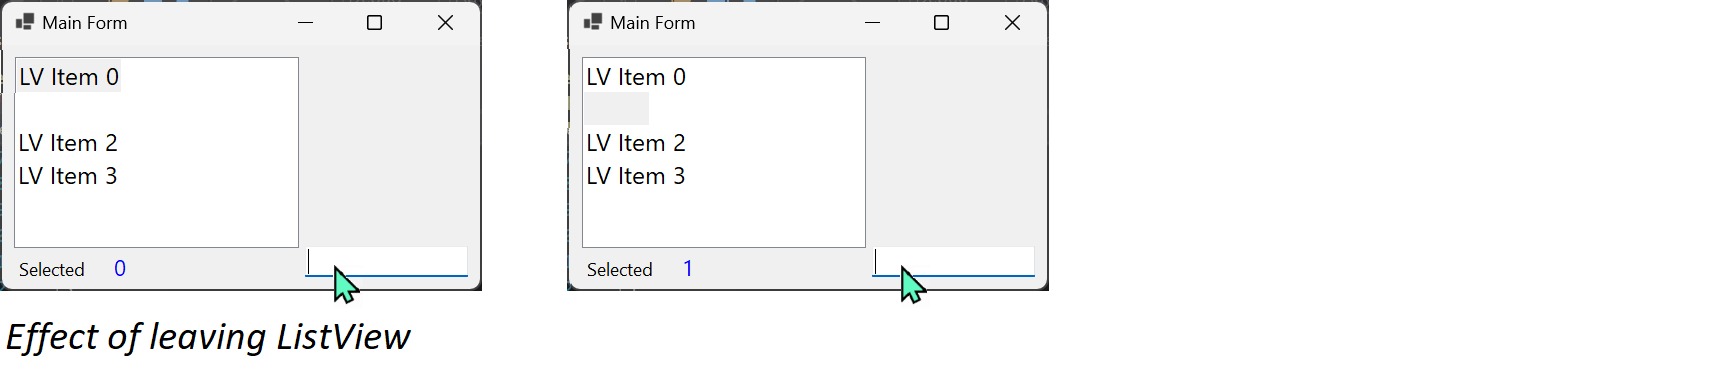 Main Form
LV Item 0
LV Item 2
LV Item 3
Selected 0
Main Form
LV Item 0
LV Item 2
LV Item 3
Selected 1
Effect of leaving ListView